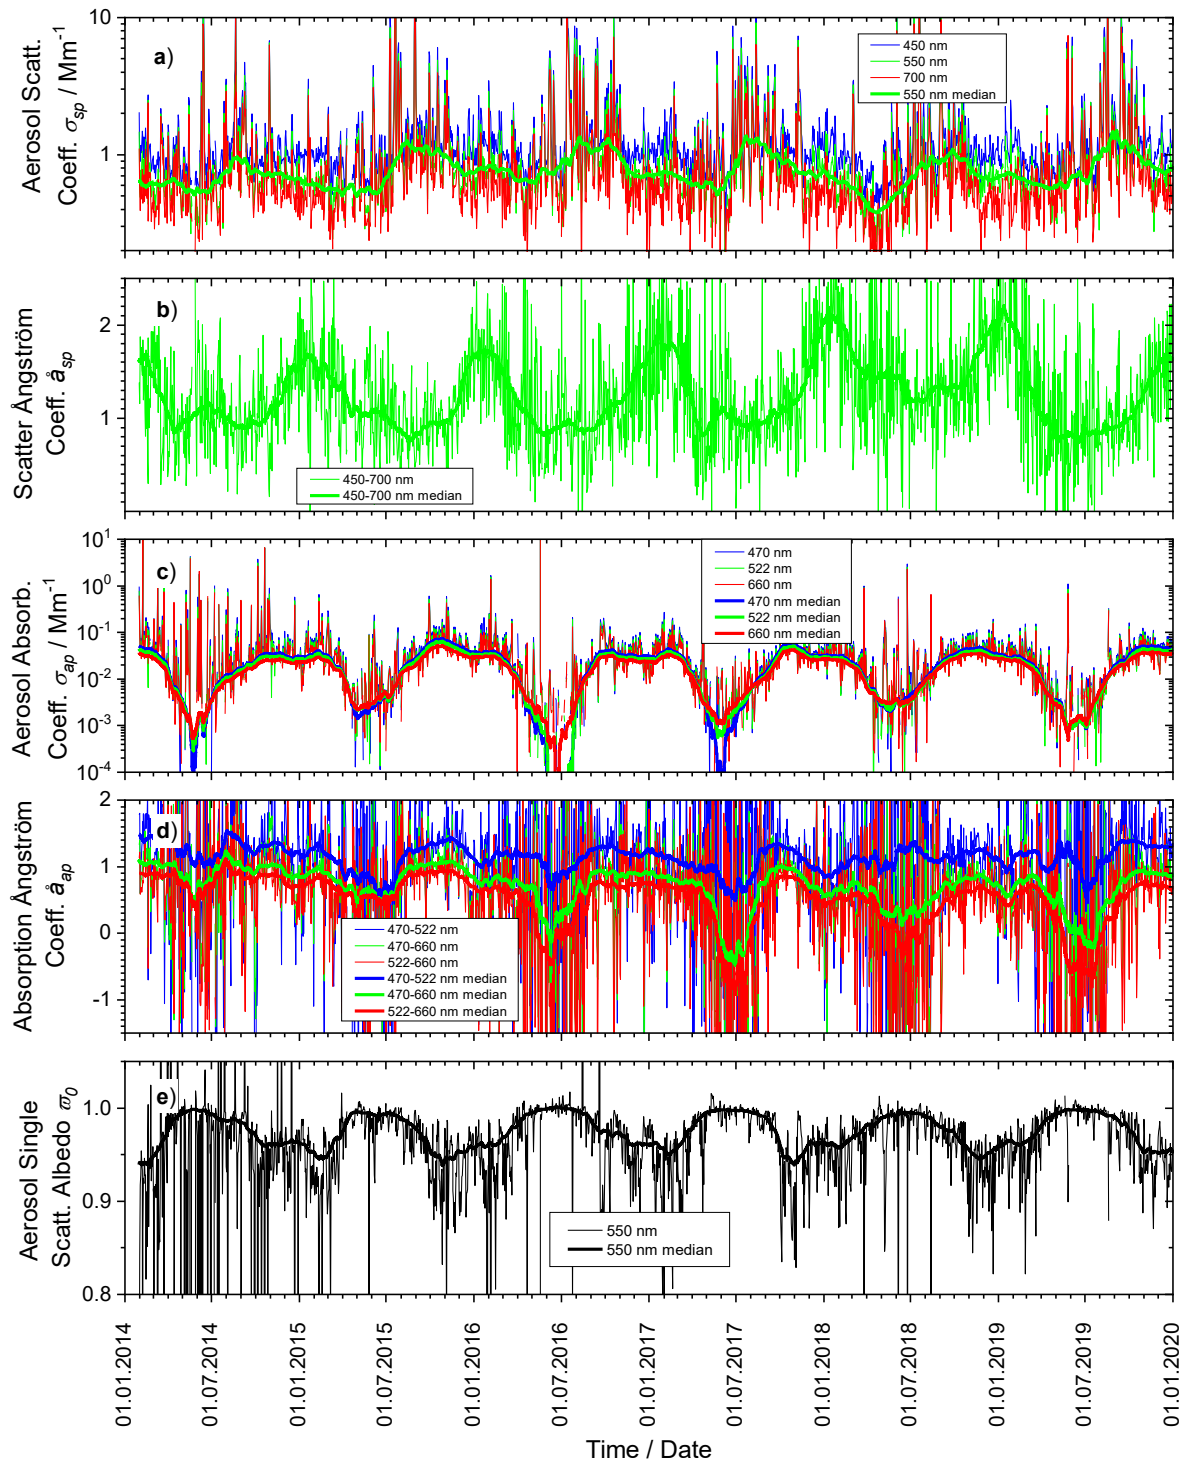 Aerosol Scatt.
Coeff. σsp / Mm-1
10
1
a)
450 nm
550 nm
700 nm
550 nm median
Scatter Ångström
Coeff. åsp
2
1
b)
450-700 nm
450-700 nm median
Aerosol Absorb.
Coeff. σap / Mm-1
10^1
10^0
10^-1
10^-2
10^-3
10^-4
c)
470 nm
522 nm
660 nm
470 nm median
522 nm median
660 nm median
Absorption Ångström
Coeff. åap
2
1
0
-1
d)
470-522 nm
470-660 nm
522-660 nm
470-522 nm median
470-660 nm median
522-660 nm median
Aerosol Single
Scatt. Albedo ϖ0
1.0
0.9
0.8
e)
550 nm
550 nm median
01.01.2014
01.07.2014
01.01.2015
01.07.2015
01.01.2016
01.07.2016
01.01.2017
01.07.2017
01.01.2018
01.07.2018
01.01.2019
01.07.2019
01.01.2020
Time / Date